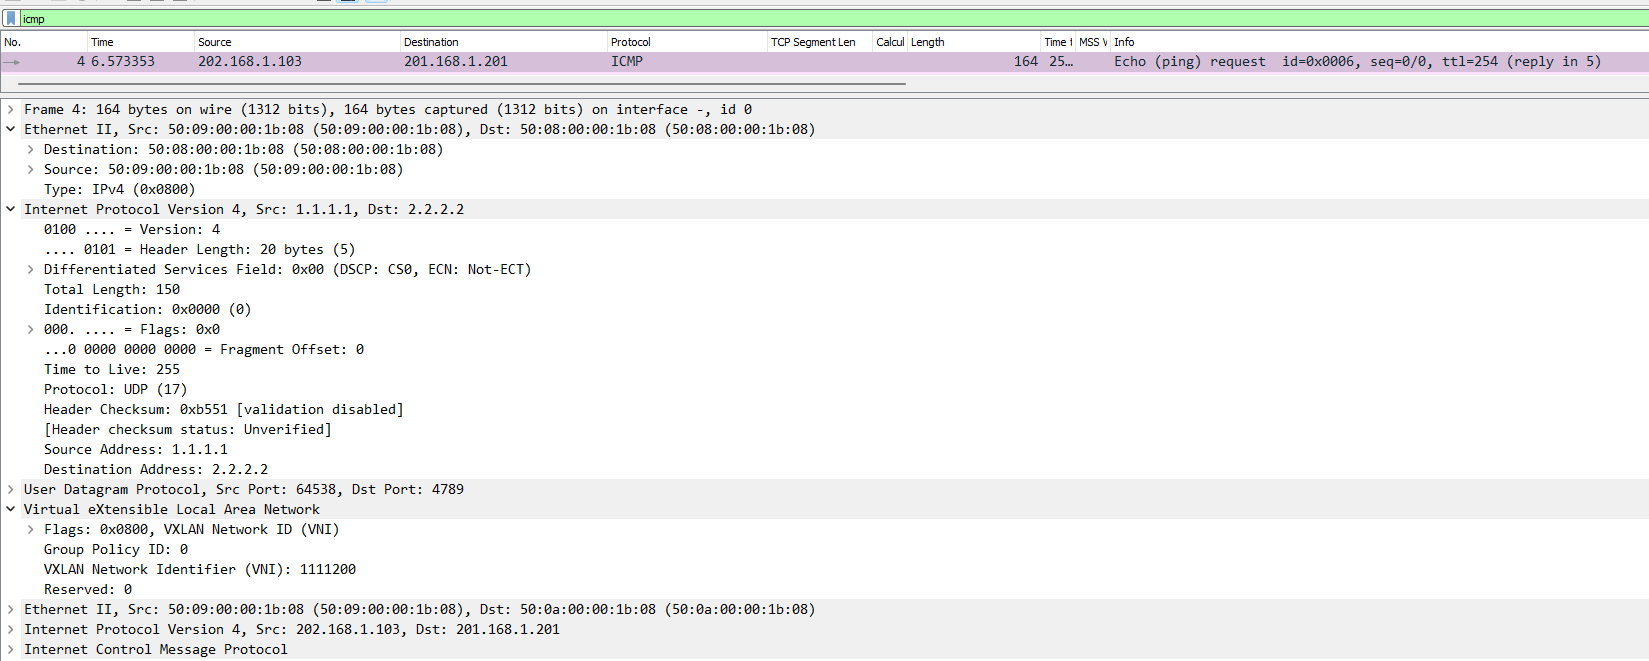 icmp
No. Time Source Destination Protocol TCP Segment Len Calcul Length Time t MSS V Info
4 6.573353 202.168.1.103 201.168.1.201 ICMP 164 25… Echo (ping) request id=0x0006, seq=0/0, ttl=254 (reply in 5)
Frame 4: 164 bytes on wire (1312 bits), 164 bytes captured (1312 bits) on interface -, id 0
Ethernet II, Src: 50:09:00:00:1b:08 (50:09:00:00:1b:08), Dst: 50:08:00:00:1b:08 (50:08:00:00:1b:08)
Destination: 50:08:00:00:1b:08 (50:08:00:00:1b:08)
Source: 50:09:00:00:1b:08 (50:09:00:00:1b:08)
Type: IPv4 (0x0800)
Internet Protocol Version 4, Src: 1.1.1.1, Dst: 2.2.2.2
0100 .... = Version: 4
.... 0101 = Header Length: 20 bytes (5)
Differentiated Services Field: 0x00 (DSCP: CS0, ECN: Not-ECT)
Total Length: 150
Identification: 0x0000 (0)
000. .... = Flags: 0x0
...0 0000 0000 0000 = Fragment Offset: 0
Time to Live: 255
Protocol: UDP (17)
Header Checksum: 0xb551 [validation disabled]
[Header checksum status: Unverified]
Source Address: 1.1.1.1
Destination Address: 2.2.2.2
User Datagram Protocol, Src Port: 64538, Dst Port: 4789
Virtual eXtensible Local Area Network
Flags: 0x0800, VXLAN Network ID (VNI)
Group Policy ID: 0
VXLAN Network Identifier (VNI): 1111200
Reserved: 0
Ethernet II, Src: 50:09:00:00:1b:08 (50:09:00:00:1b:08), Dst: 50:0a:00:00:1b:08 (50:0a:00:00:1b:08)
Internet Protocol Version 4, Src: 202.168.1.103, Dst: 201.168.1.201
Internet Control Message Protocol